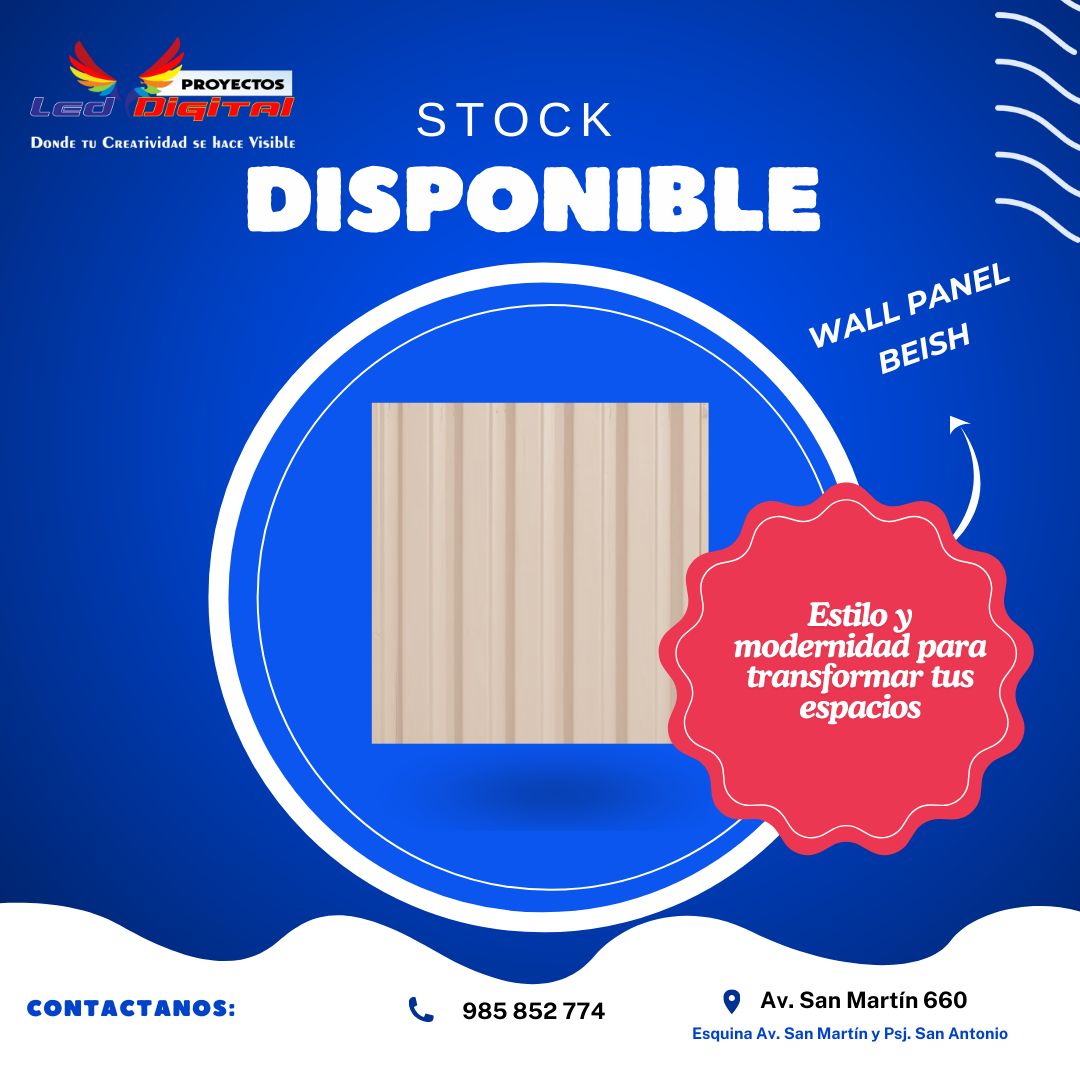 PROYECTOS
Led Digital
Donde tu Creatividad se hace Visible
STOCK
DISPONIBLE
WALL PANEL
BEISH
Estilo y
modernidad para
transformar tus
espacios
CONTACTANOS:
985 852 774
Av. San Martín 660
Esquina Av. San Martín y Psj. San Antonio